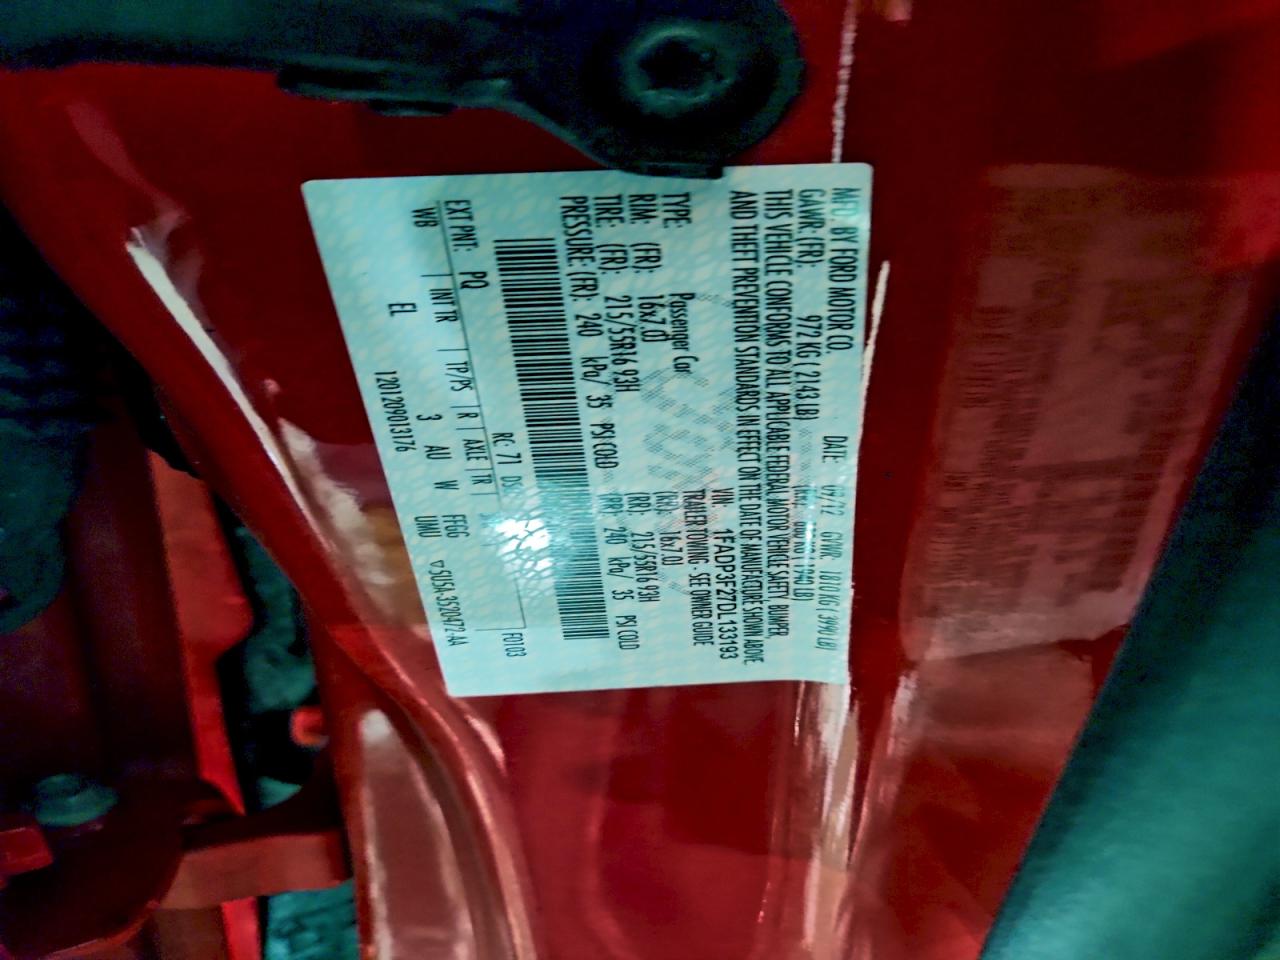 MFD. BY FORD MOTOR CO. DATE: 09/12 GVWR: 1810 KG (3990 LB)
GAWR: (FR): 972 KG (2143 LB)
THIS VEHICLE CONFORMS TO ALL APPLICABLE FEDERAL MOTOR VEHICLE SAFETY, BUMPER,
AND THEFT PREVENTION STANDARDS IN EFFECT ON THE DATE OF MANUFACTURE SHOWN ABOVE.
VIN: 1FADP3F27DL133193
TYPE: Passenger Car TRAILER TOWING - SEE OWNER GUIDE
RIM: (FR): 16x7.0J (RR): 16x7.0J
TIRE: (FR): 215/55R16 93H (RR): 215/55R16 93H
PRESSURE: (FR): 240 kPa/ 35 PSI COLD (RR): 240 kPa/ 35 PSI COLD
RC: 71 F0103
EXT PNT: PQ
WB | INT TR | TP/PS | R | AXLE | TR |
EL 3 AU W FFGG
120120913176 UMU ▽5U5A-3520472-AA